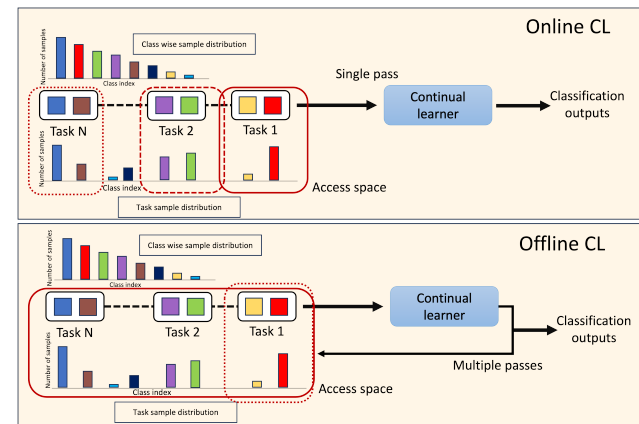 Online CL
Class wise sample distribution
Number of samples
Class index
Single pass
Continual
learner
Classification
outputs
Task N
Task 2
Task 1
Number of samples
Class index
Access space
Task sample distribution
Offline CL
Class wise sample distribution
Number of samples
Class index
Continual
learner
Classification
outputs
Task N
Task 2
Task 1
Multiple passes
Number of samples
Class index
Access space
Task sample distribution